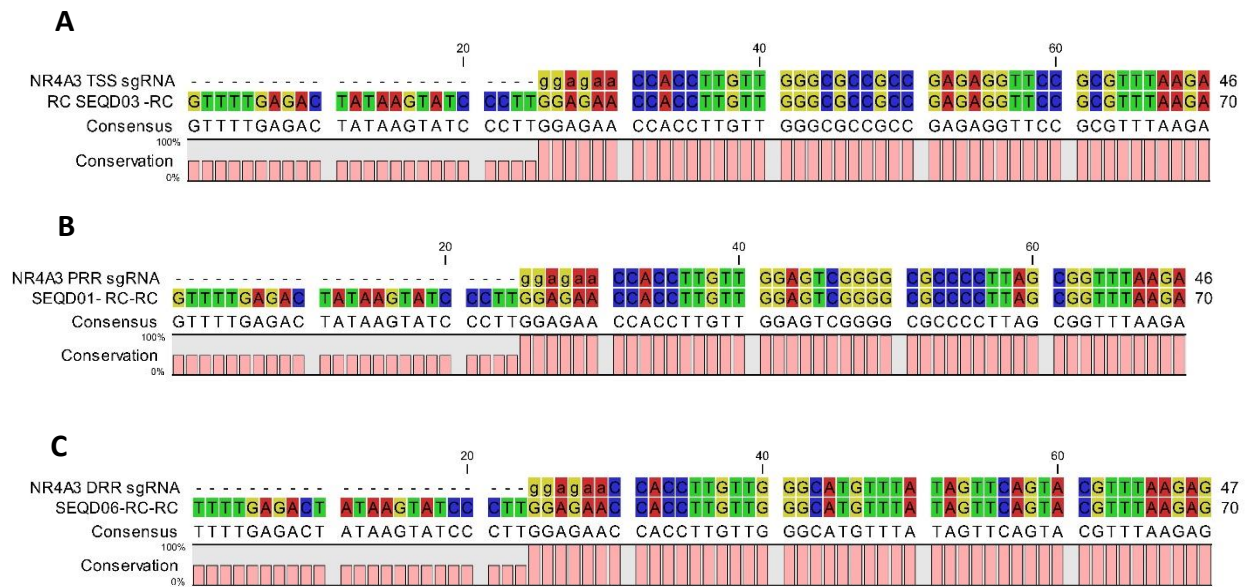 A
20 40 60
NR4A3 TSS sgRNA - - - - - - - - - - - - - - - - - - - - - - - - ggagaa CCACCTTGTT GGGCGCCGCC GAGAGGTTCC GCGTTTAAGA 46
RC SEQD03 -RC GTTTTGAGAC TATAAGTATC CCTTGGAGAA CCACCTTGTT GGGCGCCGCC GAGAGGTTCC GCGTTTAAGA 70
Consensus GTTTTGAGAC TATAAGTATC CCTTGGAGAA CCACCTTGTT GGGCGCCGCC GAGAGGTTCC GCGTTTAAGA
100%
Conservation
0%
B
20 40 60
NR4A3 PRR sgRNA - - - - - - - - - - - - - - - - - - - - - - - - ggagaa CCACCTTGTT GGAGTCGGGG CGCCCCTTAG CGGTTTAAGA 46
SEQD01- RC-RC GTTTTGAGAC TATAAGTATC CCTTGGAGAA CCACCTTGTT GGAGTCGGGG CGCCCCTTAG CGGTTTAAGA 70
Consensus GTTTTGAGAC TATAAGTATC CCTTGGAGAA CCACCTTGTT GGAGTCGGGG CGCCCCTTAG CGGTTTAAGA
100%
Conservation
0%
C
20 40 60
NR4A3 DRR sgRNA - - - - - - - - - - - - - - - - - - - - - - - ggagaaC CACCTTGTTG GGCATGTTTA TAGTTCAGTA CGTTTAAGAG 47
SEQD06-RC-RC TTTTGAGACT ATAAGTATCC CTTGGAGAAC CACCTTGTTG GGCATGTTTA TAGTTCAGTA CGTTTAAGAG 70
Consensus TTTTGAGACT ATAAGTATCC CTTGGAGAAC CACCTTGTTG GGCATGTTTA TAGTTCAGTA CGTTTAAGAG
100%
Conservation
0%